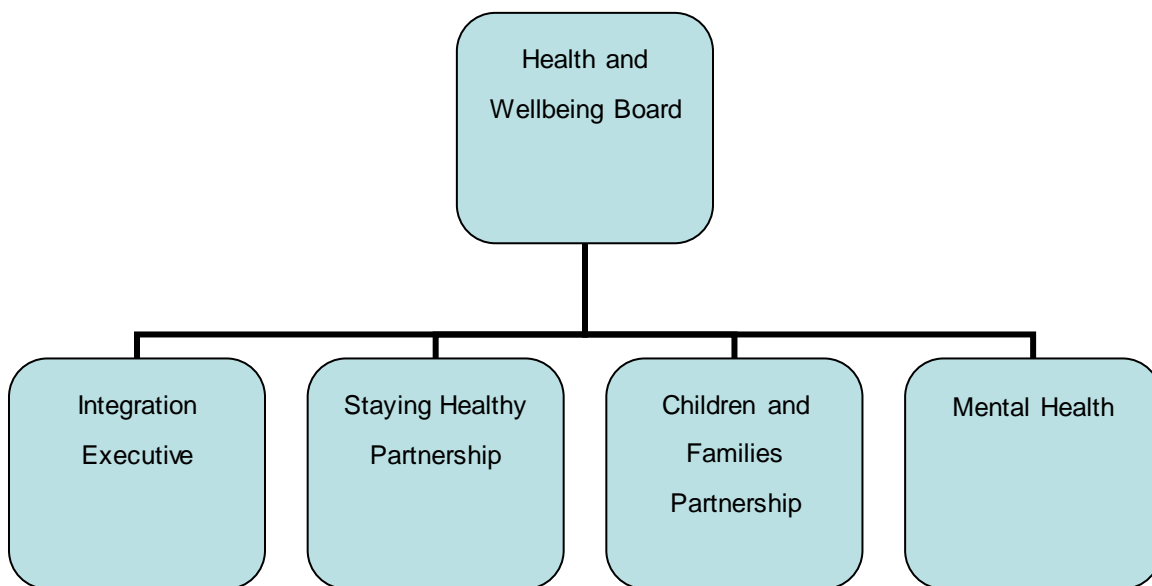 Health and
Wellbeing Board
Integration
Executive
Staying Healthy
Partnership
Children and
Families
Partnership
Mental Health